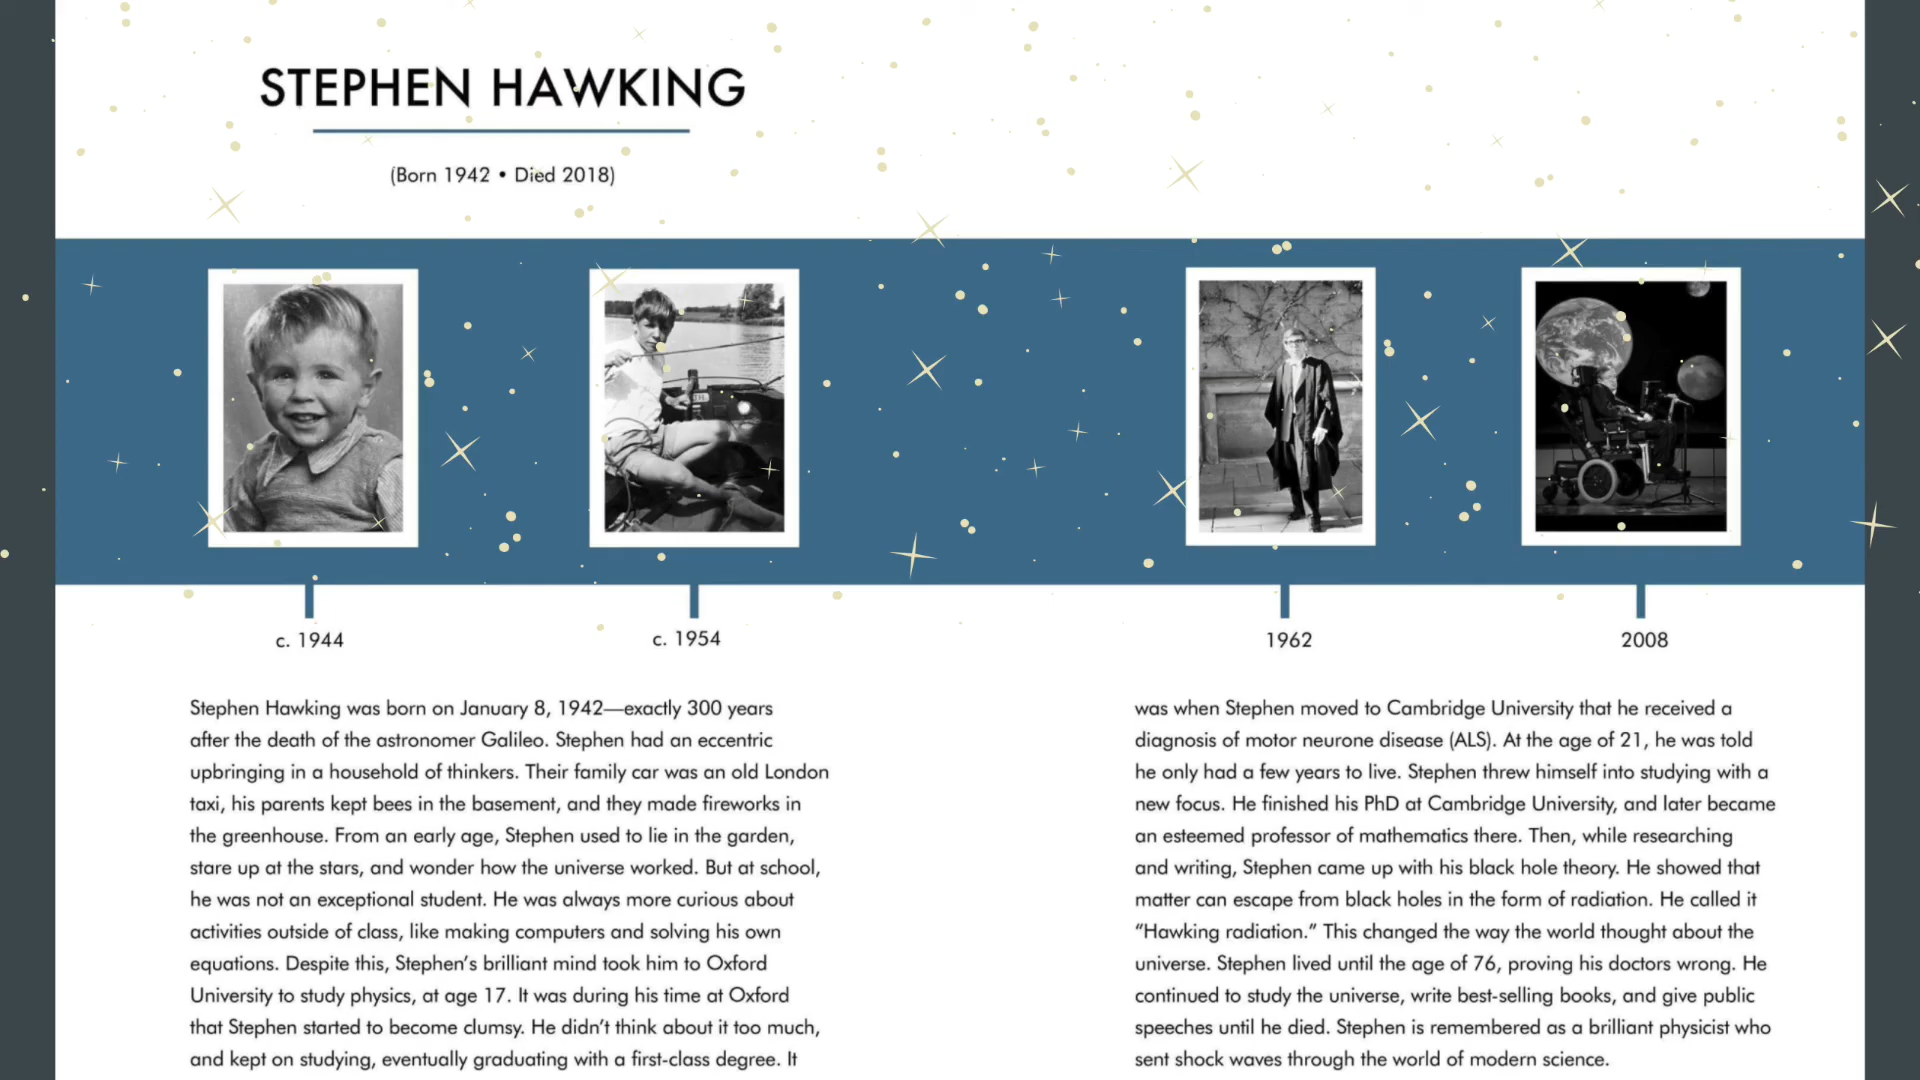 STEPHEN HAWKING
(Born 1942 • Died 2018)
c. 1944
c. 1954
1962
2008
Stephen Hawking was born on January 8, 1942—exactly 300 years
after the death of the astronomer Galileo. Stephen had an eccentric
upbringing in a household of thinkers. Their family car was an old London
taxi, his parents kept bees in the basement, and they made fireworks in
the greenhouse. From an early age, Stephen used to lie in the garden,
stare up at the stars, and wonder how the universe worked. But at school,
he was not an exceptional student. He was always more curious about
activities outside of class, like making computers and solving his own
equations. Despite this, Stephen’s brilliant mind took him to Oxford
University to study physics, at age 17. It was during his time at Oxford
that Stephen started to become clumsy. He didn’t think about it too much,
and kept on studying, eventually graduating with a first-class degree. It
was when Stephen moved to Cambridge University that he received a
diagnosis of motor neurone disease (ALS). At the age of 21, he was told
he only had a few years to live. Stephen threw himself into studying with a
new focus. He finished his PhD at Cambridge University, and later became
an esteemed professor of mathematics there. Then, while researching
and writing, Stephen came up with his black hole theory. He showed that
matter can escape from black holes in the form of radiation. He called it
“Hawking radiation.” This changed the way the world thought about the
universe. Stephen lived until the age of 76, proving his doctors wrong. He
continued to study the universe, write best-selling books, and give public
speeches until he died. Stephen is remembered as a brilliant physicist who
sent shock waves through the world of modern science.